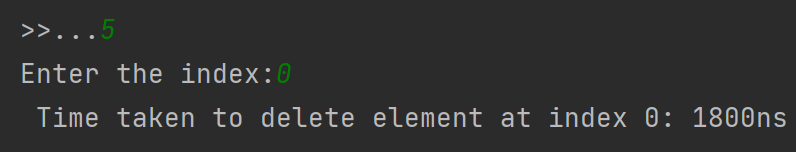 >>...5
Enter the index:0
Time taken to delete element at index 0: 1800ns